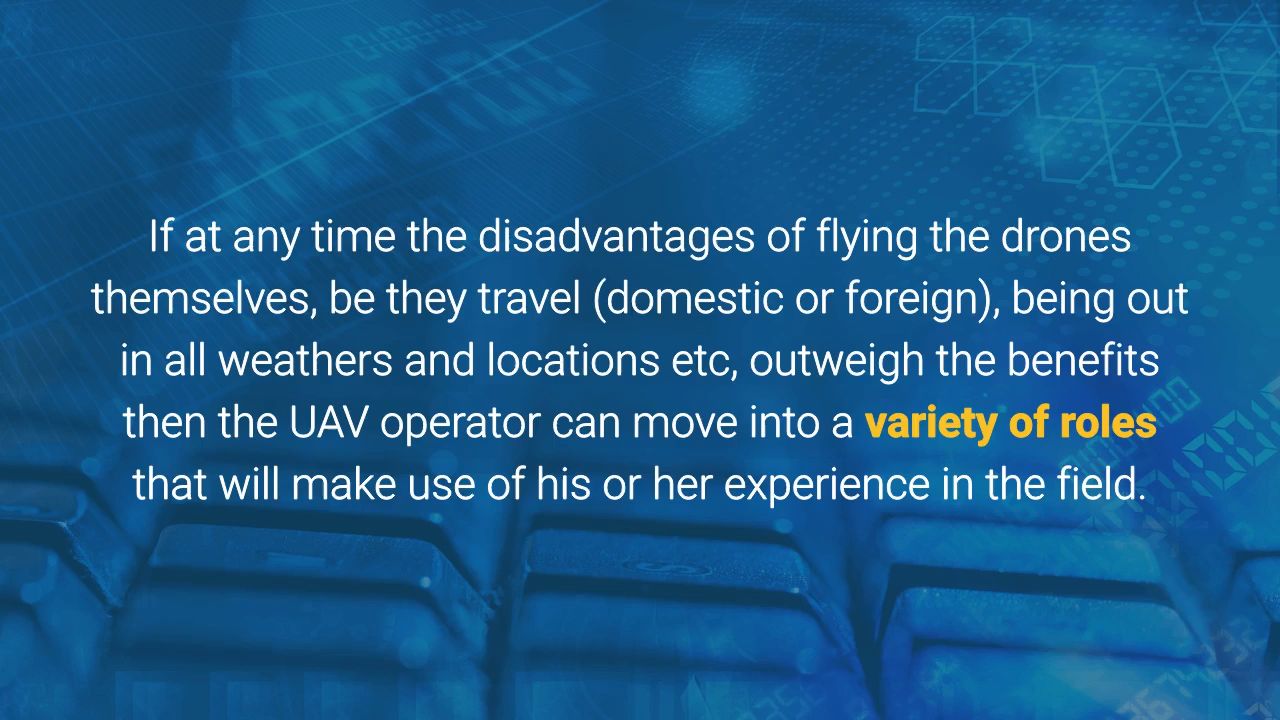 If at any time the disadvantages of flying the drones
themselves, be they travel (domestic or foreign), being out
in all weathers and locations etc, outweigh the benefits
then the UAV operator can move into a variety of roles
that will make use of his or her experience in the field.